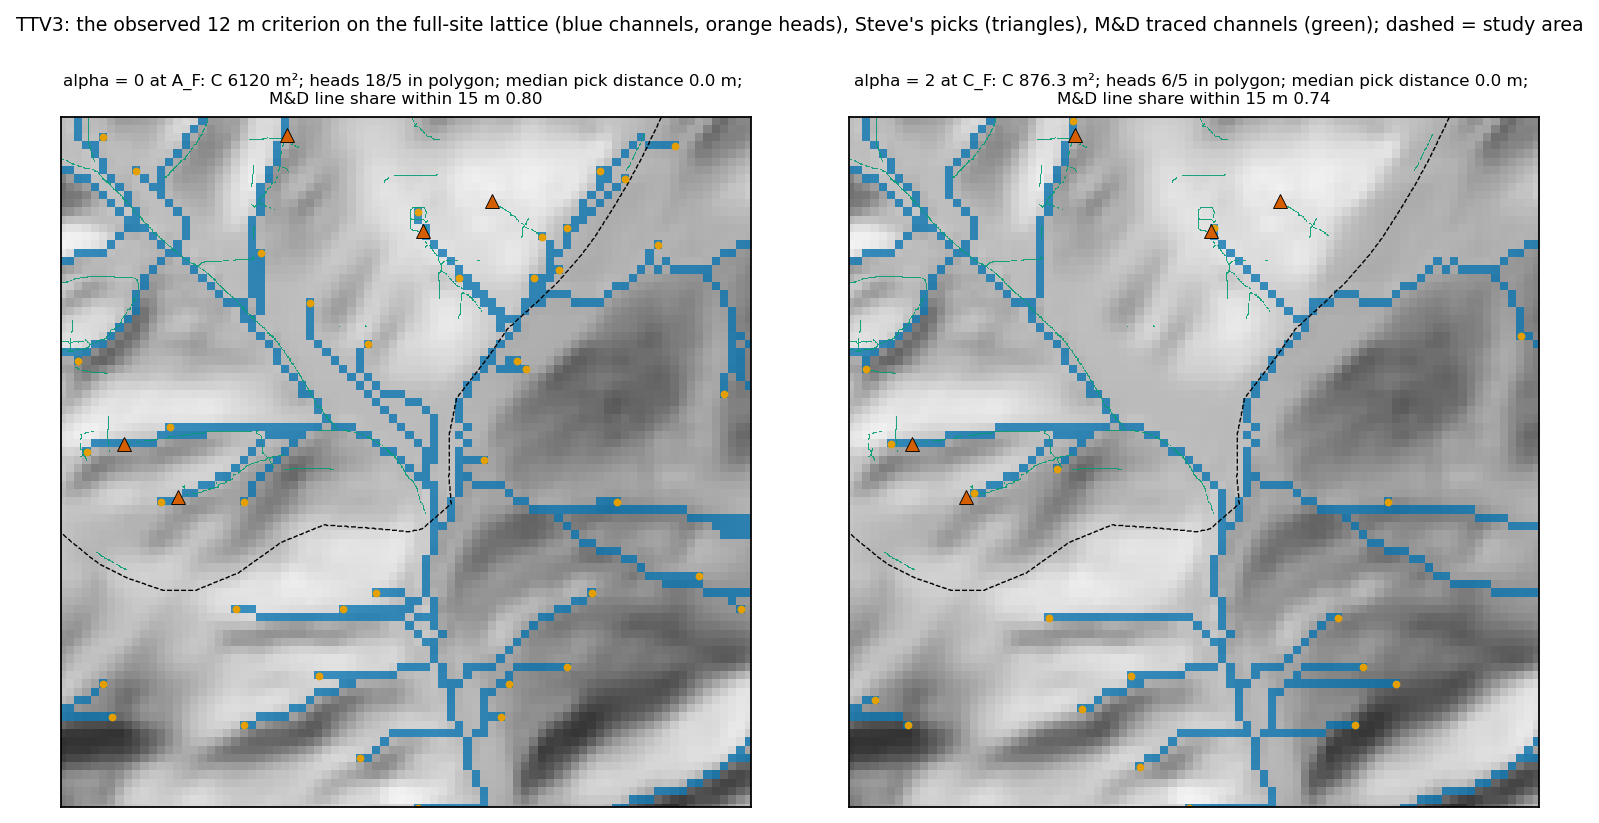 TTV3: the observed 12 m criterion on the full-site lattice (blue channels, orange heads), Steve's picks (triangles), M&D traced channels (green); dashed = study area
alpha = 0 at A_F: C 6120 m²; heads 18/5 in polygon; median pick distance 0.0 m;
M&D line share within 15 m 0.80
alpha = 2 at C_F: C 876.3 m²; heads 6/5 in polygon; median pick distance 0.0 m;
M&D line share within 15 m 0.74